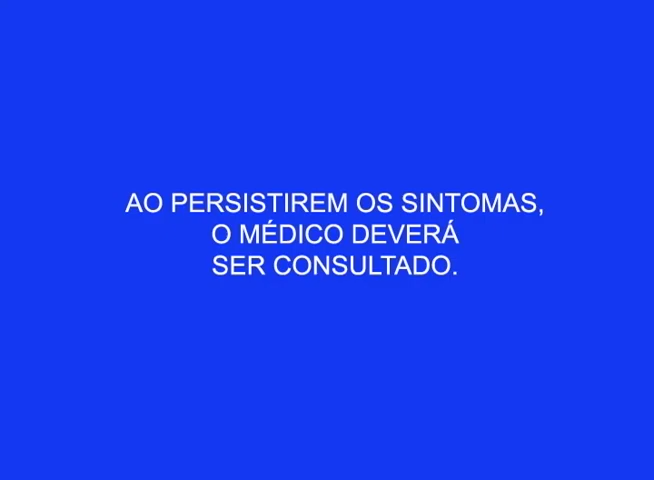 AO PERSISTIREM OS SINTOMAS,
O MÉDICO DEVERÁ
SER CONSULTADO.